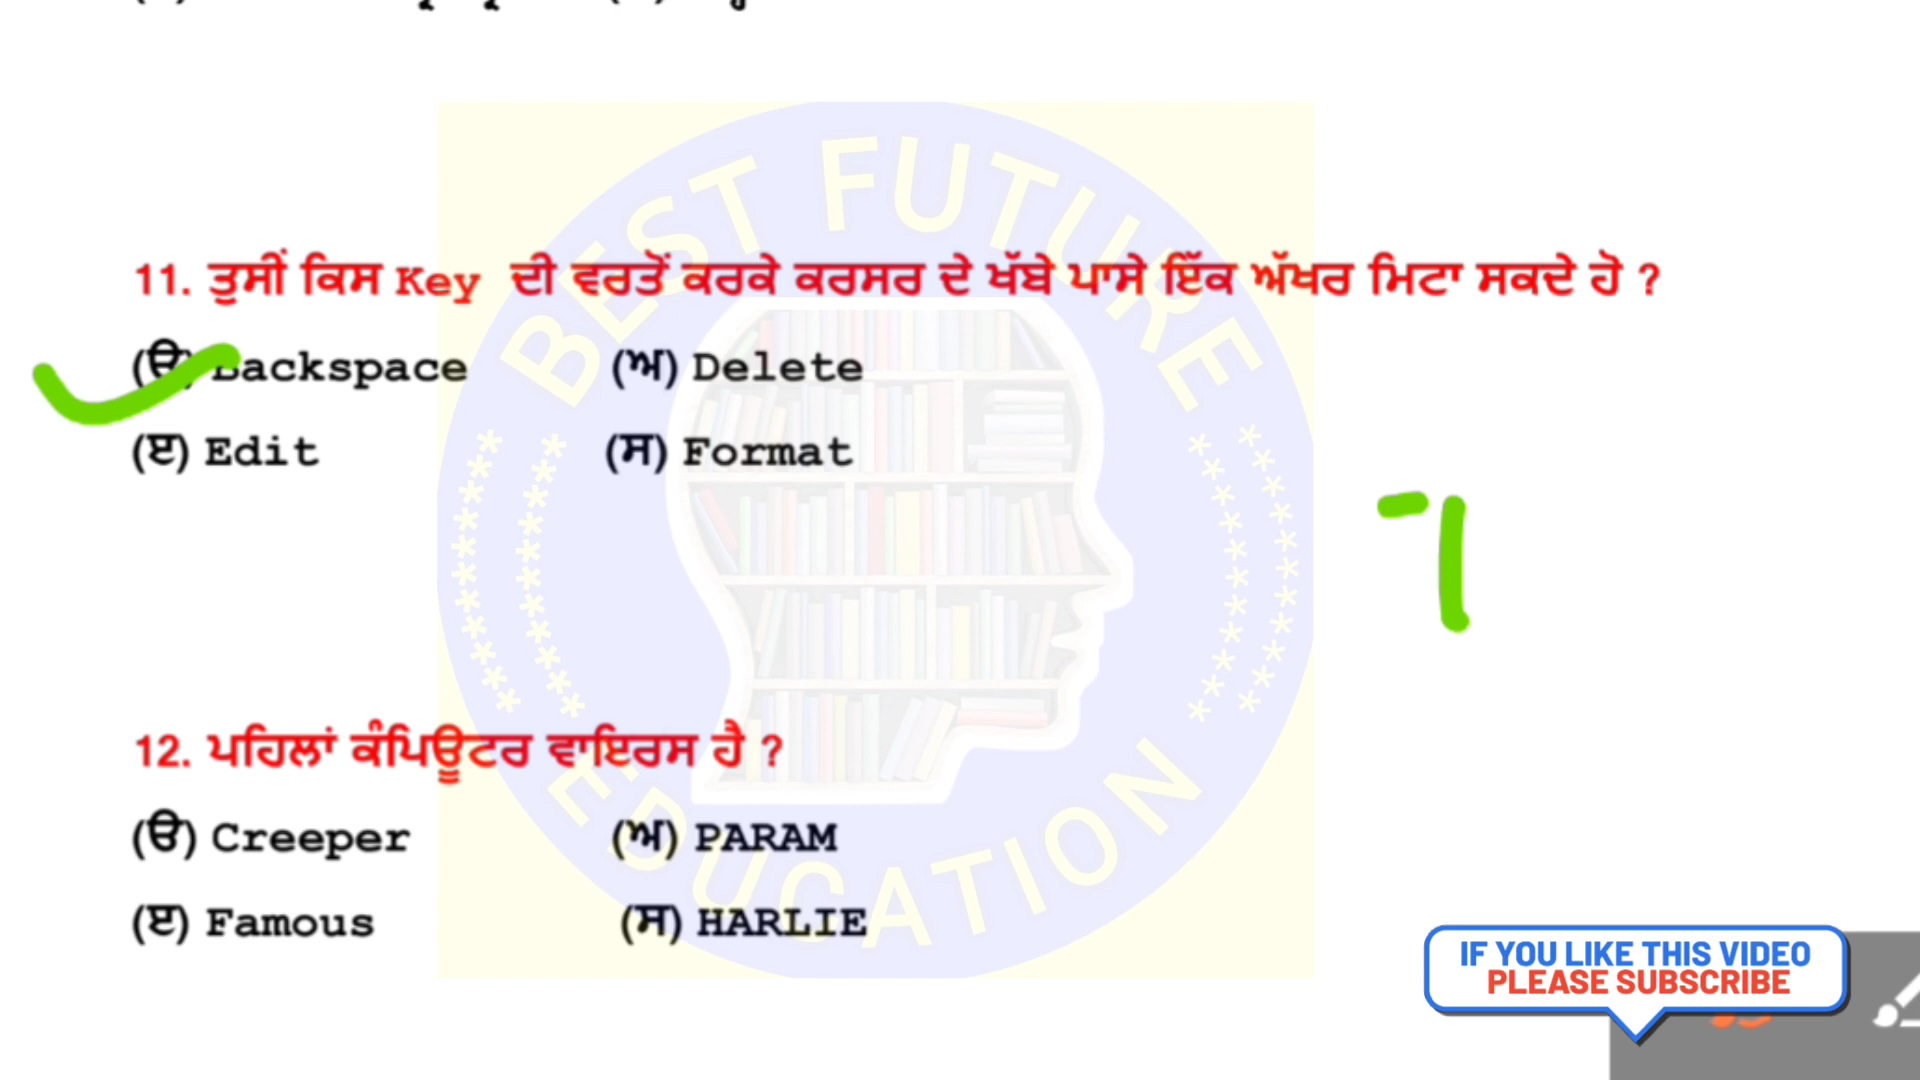 BEST FUTURE
11. ਤੁਸੀਂ ਕਿਸ Key ਦੀ ਵਰਤੋਂ ਕਰਕੇ ਕਰਸਰ ਦੇ ਖੱਬੇ ਪਾਸੇ ਇੱਕ ਅੱਖਰ ਮਿਟਾ ਸਕਦੇ ਹੋ ?
(ੳ) Backspace (ਅ) Delete
(ੲ) Edit (ਸ) Format
12. ਪਹਿਲਾਂ ਕੰਪਿਊਟਰ ਵਾਇਰਸ ਹੈ ?
(ੳ) Creeper (ਅ) PARAM
(ੲ) Famous (ਸ) HARLIE
EDUCATION
IF YOU LIKE THIS VIDEO
PLEASE SUBSCRIBE